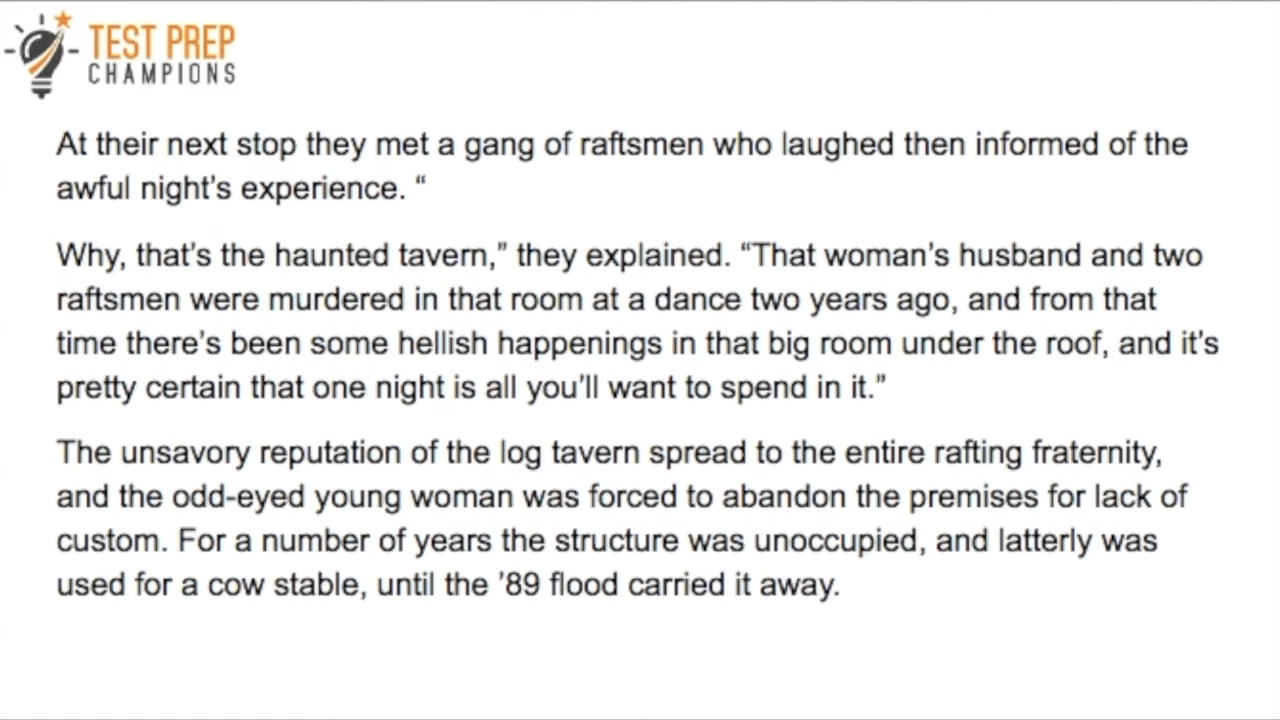 TEST PREP
CHAMPIONS
At their next stop they met a gang of raftsmen who laughed then informed of the
awful night’s experience. “
Why, that’s the haunted tavern,” they explained. “That woman’s husband and two
raftsmen were murdered in that room at a dance two years ago, and from that
time there’s been some hellish happenings in that big room under the roof, and it’s
pretty certain that one night is all you’ll want to spend in it.”
The unsavory reputation of the log tavern spread to the entire rafting fraternity,
and the odd-eyed young woman was forced to abandon the premises for lack of
custom. For a number of years the structure was unoccupied, and latterly was
used for a cow stable, until the ’89 flood carried it away.